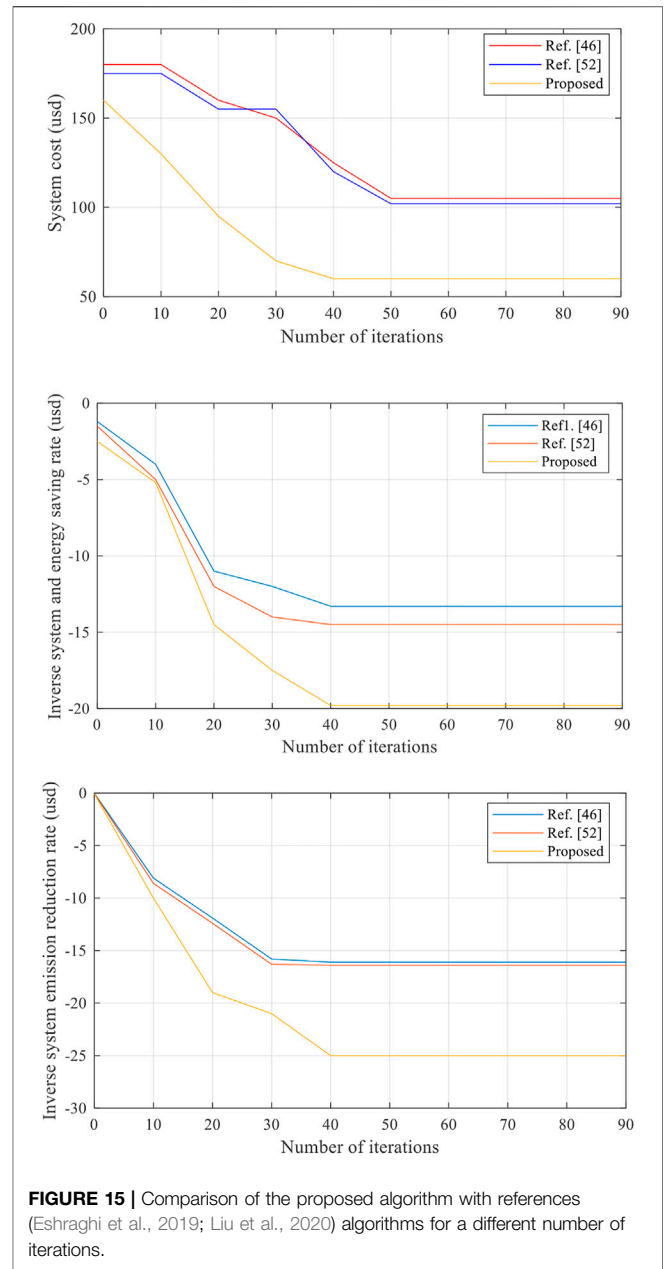 200
150
100
50
System cost (usd)
Ref. [46]
Ref. [52]
Proposed
0 10 20 30 40 50 60 70 80 90
Number of iterations
0
-5
-10
-15
-20
Inverse system and energy saving rate (usd)
Ref1. [46]
Ref. [52]
Proposed
0 10 20 30 40 50 60 70 80 90
Number of iterations
0
-5
-10
-15
-20
-25
-30
Inverse system emission reduction rate (usd)
Ref. [46]
Ref. [52]
Proposed
0 10 20 30 40 50 60 70 80 90
Number of iterations
FIGURE 15 | Comparison of the proposed algorithm with references
(Eshraghi et al., 2019; Liu et al., 2020) algorithms for a different number of
iterations.